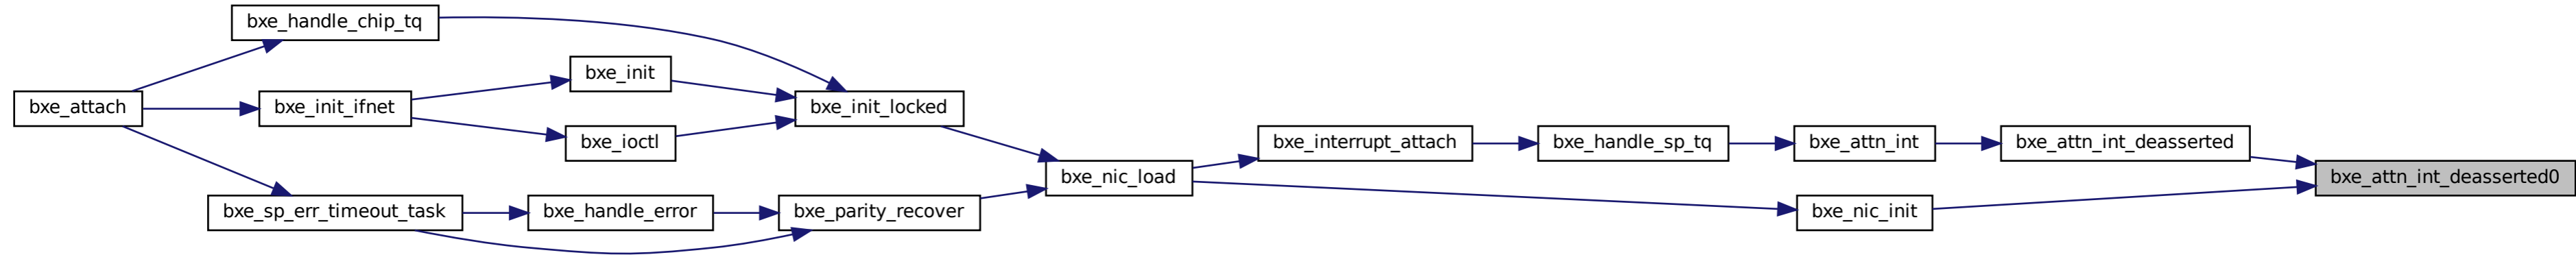 bxe_handle_chip_tq
bxe_init
bxe_attach
bxe_init_ifnet
bxe_init_locked
bxe_ioctl
bxe_interrupt_attach
bxe_handle_sp_tq
bxe_attn_int
bxe_attn_int_deasserted
bxe_nic_load
bxe_attn_int_deasserted0
bxe_sp_err_timeout_task
bxe_handle_error
bxe_parity_recover
bxe_nic_init